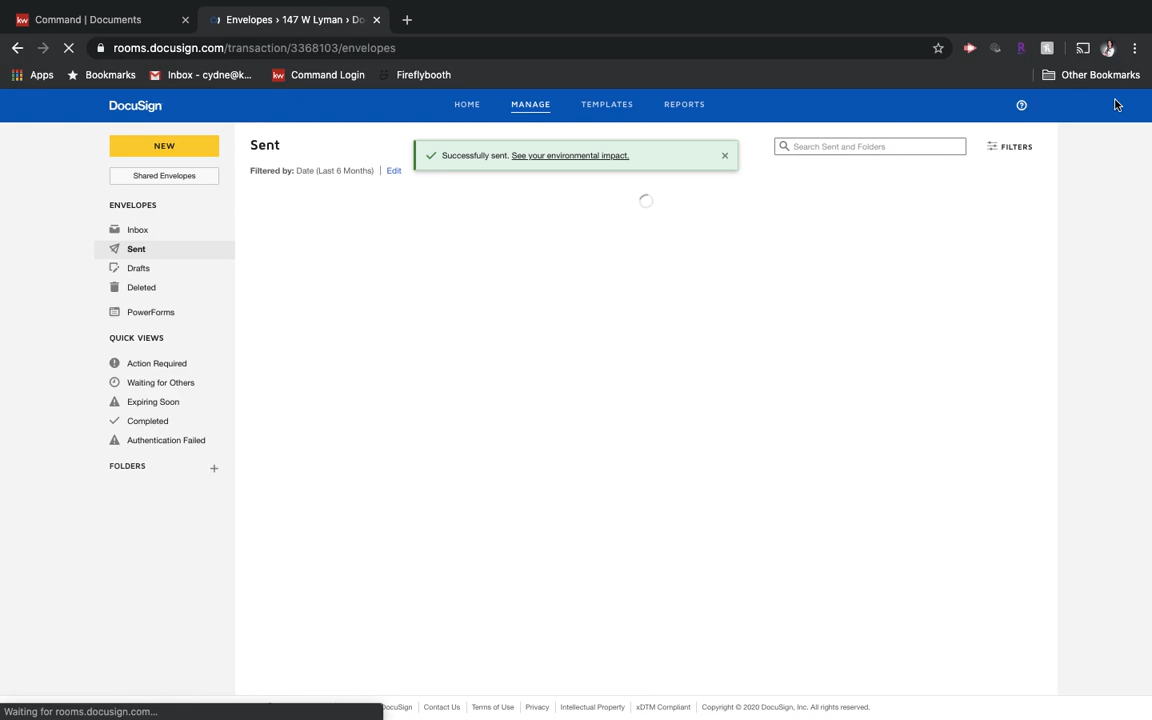 kw Command | Documents
Envelopes › 147 W Lyman › Do
rooms.docusign.com/transaction/3368103/envelopes
Apps Bookmarks Inbox - cydne@k... kw Command Login Fireflybooth Other Bookmarks
DocuSign HOME MANAGE TEMPLATES REPORTS
NEW
Shared Envelopes
ENVELOPES
Inbox
Sent
Drafts
Deleted
PowerForms
QUICK VIEWS
Action Required
Waiting for Others
Expiring Soon
Completed
Authentication Failed
FOLDERS
Sent
Successfully sent. See your environmental impact.
Search Sent and Folders
FILTERS
Filtered by: Date (Last 6 Months) | Edit
Waiting for rooms.docusign.com...
DocuSign | Contact Us | Terms of Use | Privacy | Intellectual Property | xDTM Compliant | Copyright © 2020 DocuSign, Inc. All rights reserved.